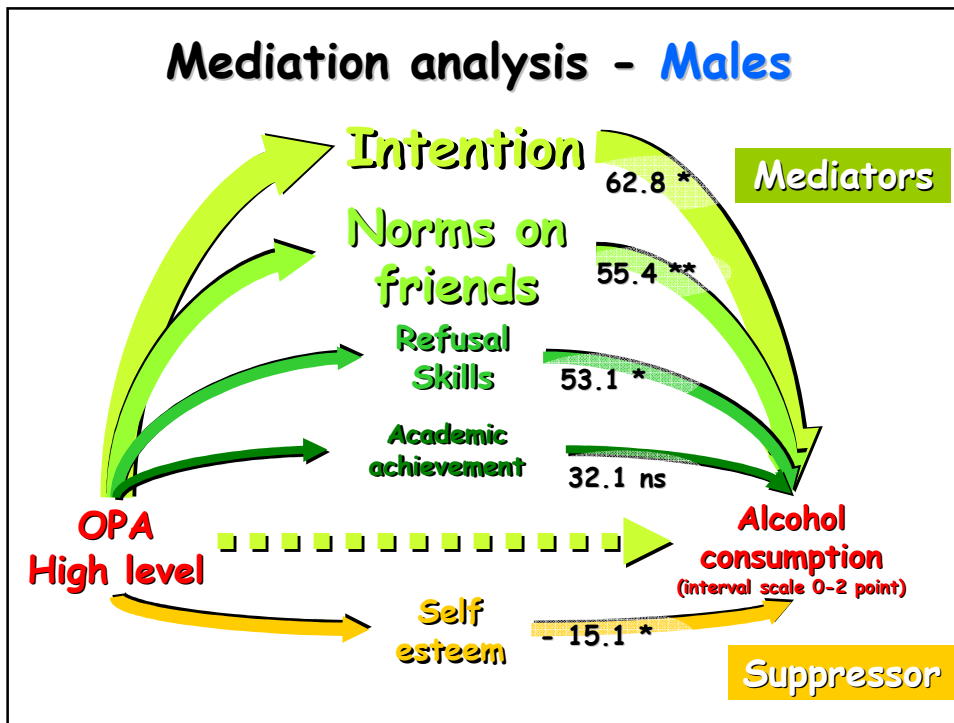 Mediation analysis - Males
Intention
62.8 *
Mediators
Norms on
friends
55.4 **
Refusal
Skills
53.1 *
Academic
achievement
32.1 ns
OPA
High level
Alcohol
consumption
(interval scale 0-2 point)
Self
esteem
- 15.1 *
Suppressor